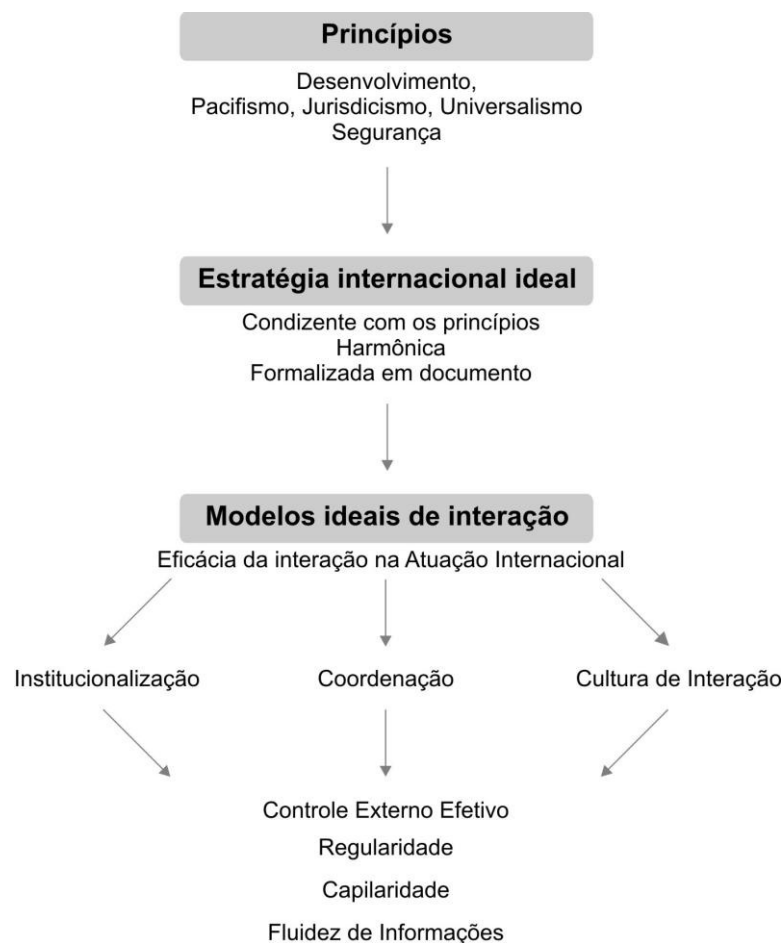 Princípios
Desenvolvimento,
Pacifismo, Jurisdicismo, Universalismo
Segurança
Estratégia internacional ideal
Condizente com os princípios
Harmônica
Formalizada em documento
Modelos ideais de interação
Eficácia da interação na Atuação Internacional
Institucionalização
Coordenação
Cultura de Interação
Controle Externo Efetivo
Regularidade
Capilaridade
Fluidez de Informações